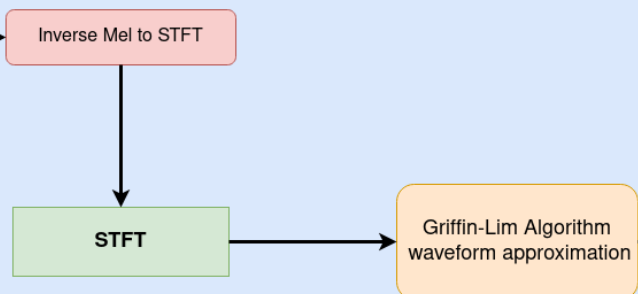 Inverse Mel to STFT
STFT
Griffin-Lim Algorithm
waveform approximation